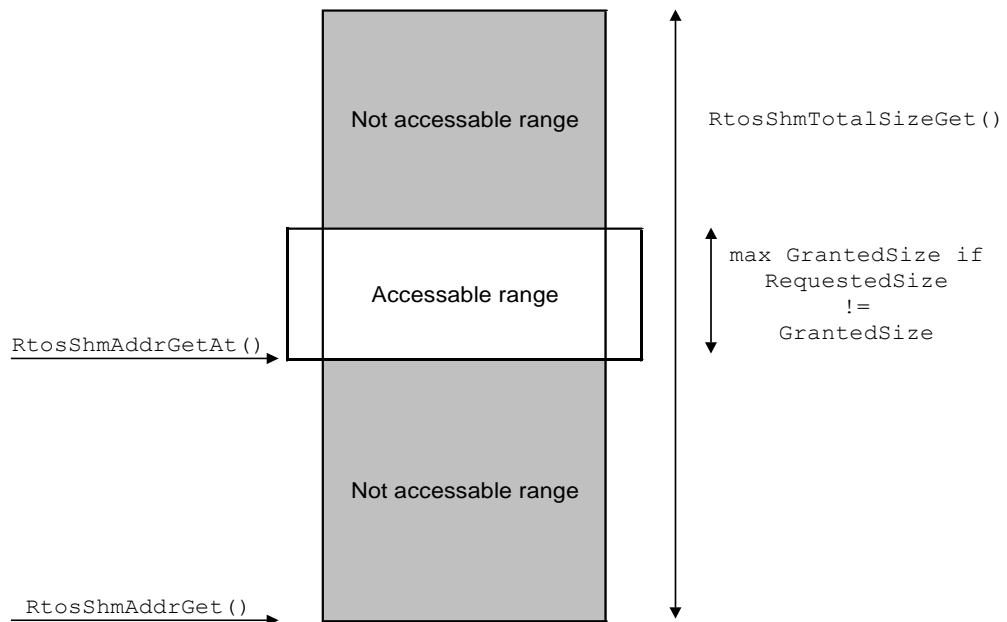 Not accessable range
RtosShmTotalSizeGet()
max GrantedSize if
RequestedSize
!=
GrantedSize
Accessable range
RtosShmAddrGetAt()
Not accessable range
RtosShmAddrGet()